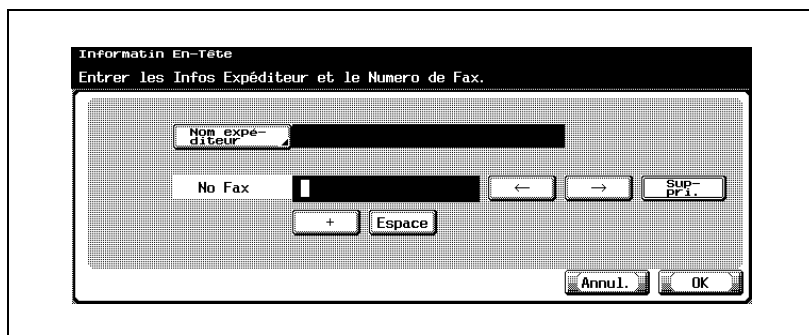 Informatin En-Tête
Entrer les Infos Expéditeur et le Numero de Fax.
Nom expé-
diteur
No Fax ← → Sup-
pri.
+ Espace
Annul. OK